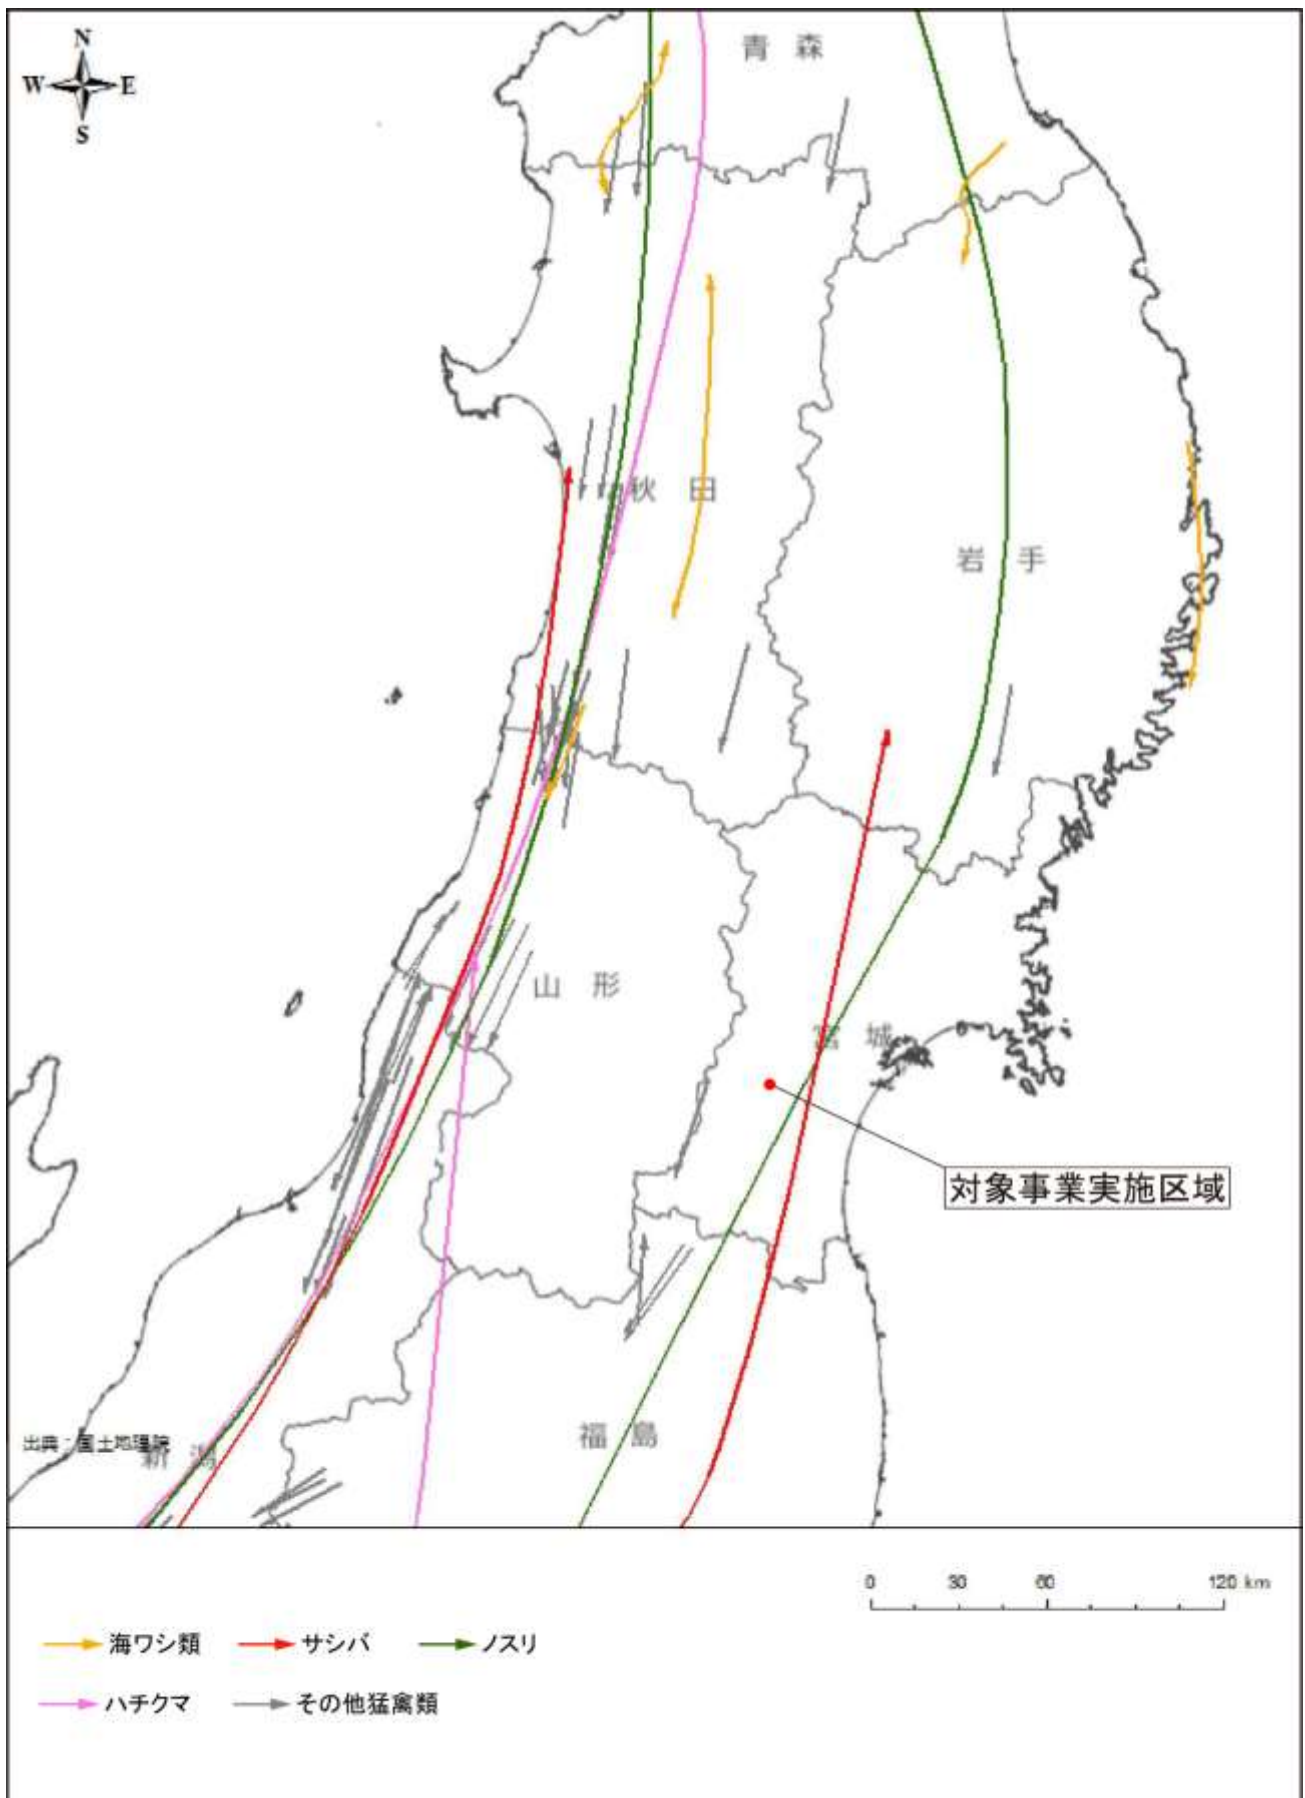 N
W E
S
青森
秋田
岩手
山形
宮城
対象事業実施区域
福島
出典：国土地理院
新潟
0 30 60 120 km
海ワシ類 サシバ ノスリ
ハチクマ その他猛禽類